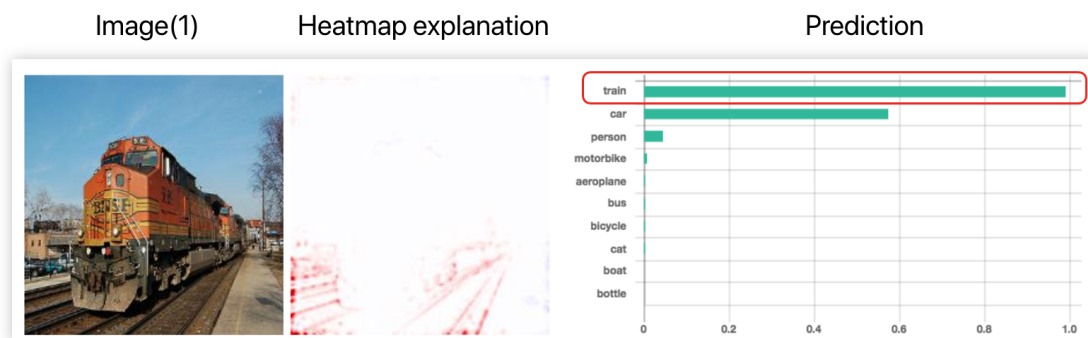 Image(1) Heatmap explanation Prediction
BNSF
train
car
person
motorbike
aeroplane
bus
bicycle
cat
boat
bottle
0 0.2 0.4 0.6 0.8 1.0